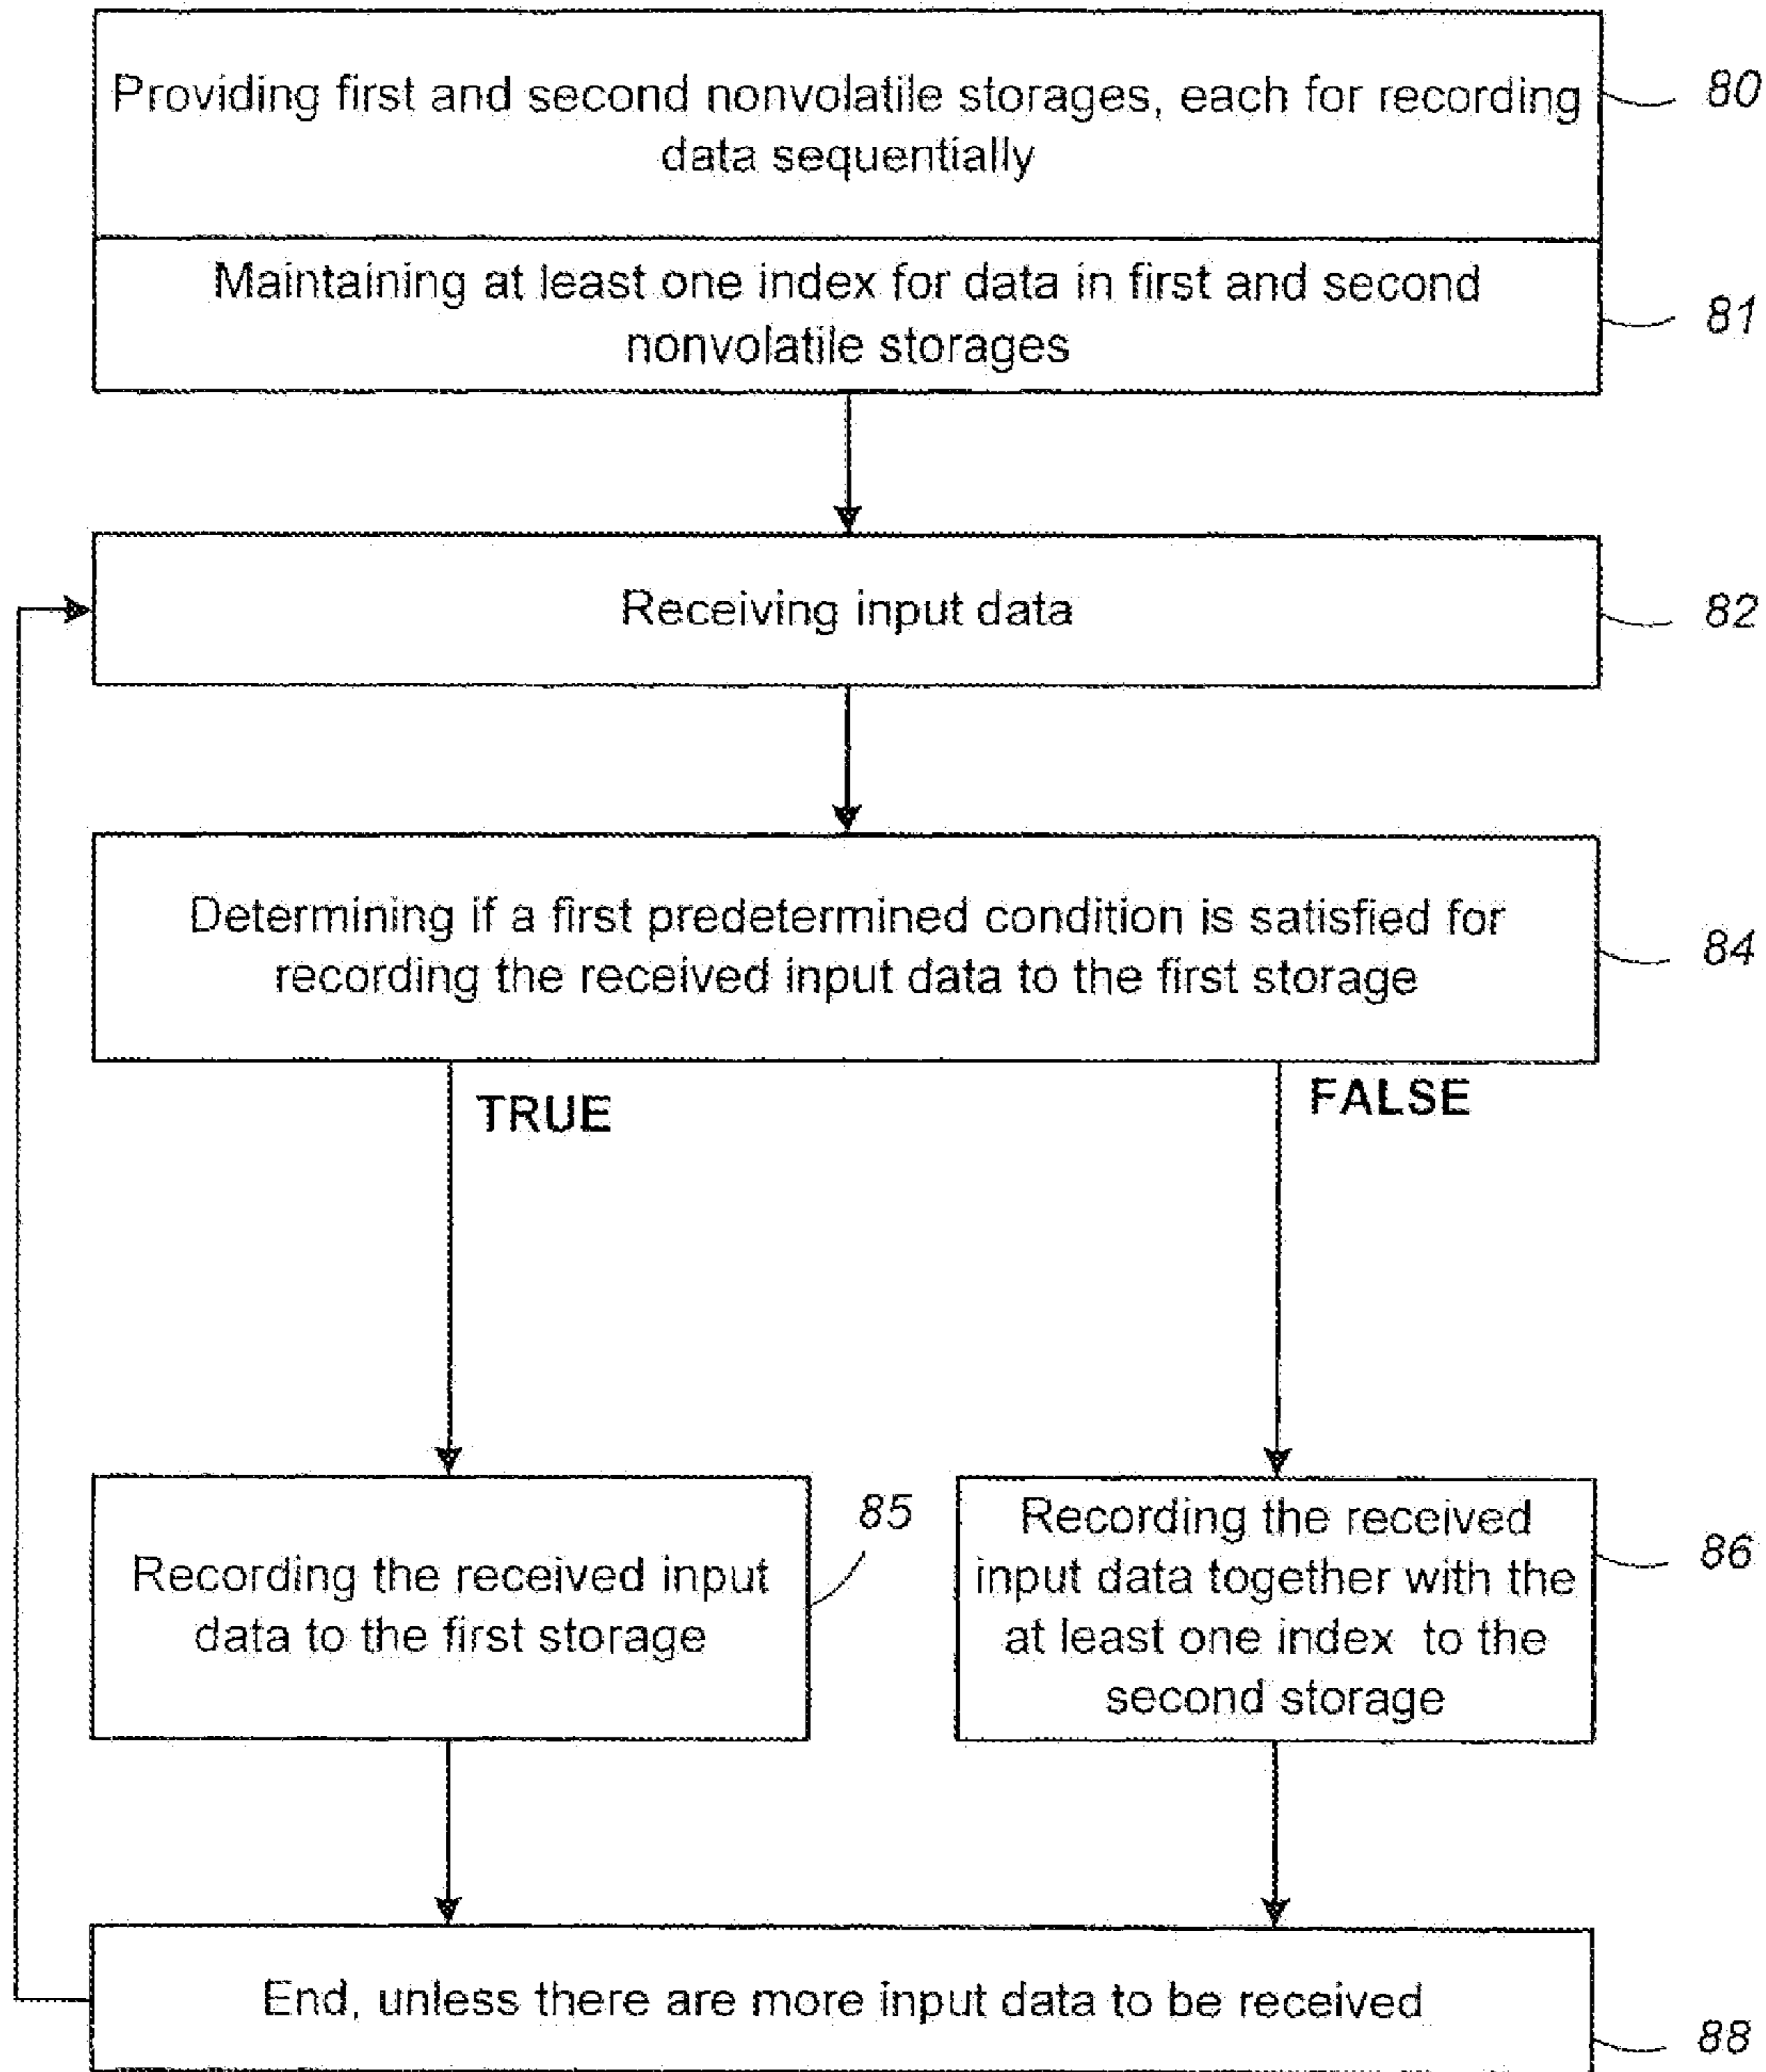 Providing first and second nonvolatile storages, each for recording
data sequentially
80
Maintaining at least one index for data in first and second
nonvolatile storages
81
Receiving input data
82
Determining if a first predetermined condition is satisfied for
recording the received input data to the first storage
84
TRUE
FALSE
Recording the received input
data to the first storage
85
Recording the received
input data together with the
at least one index to the
second storage
86
End, unless there are more input data to be received
88